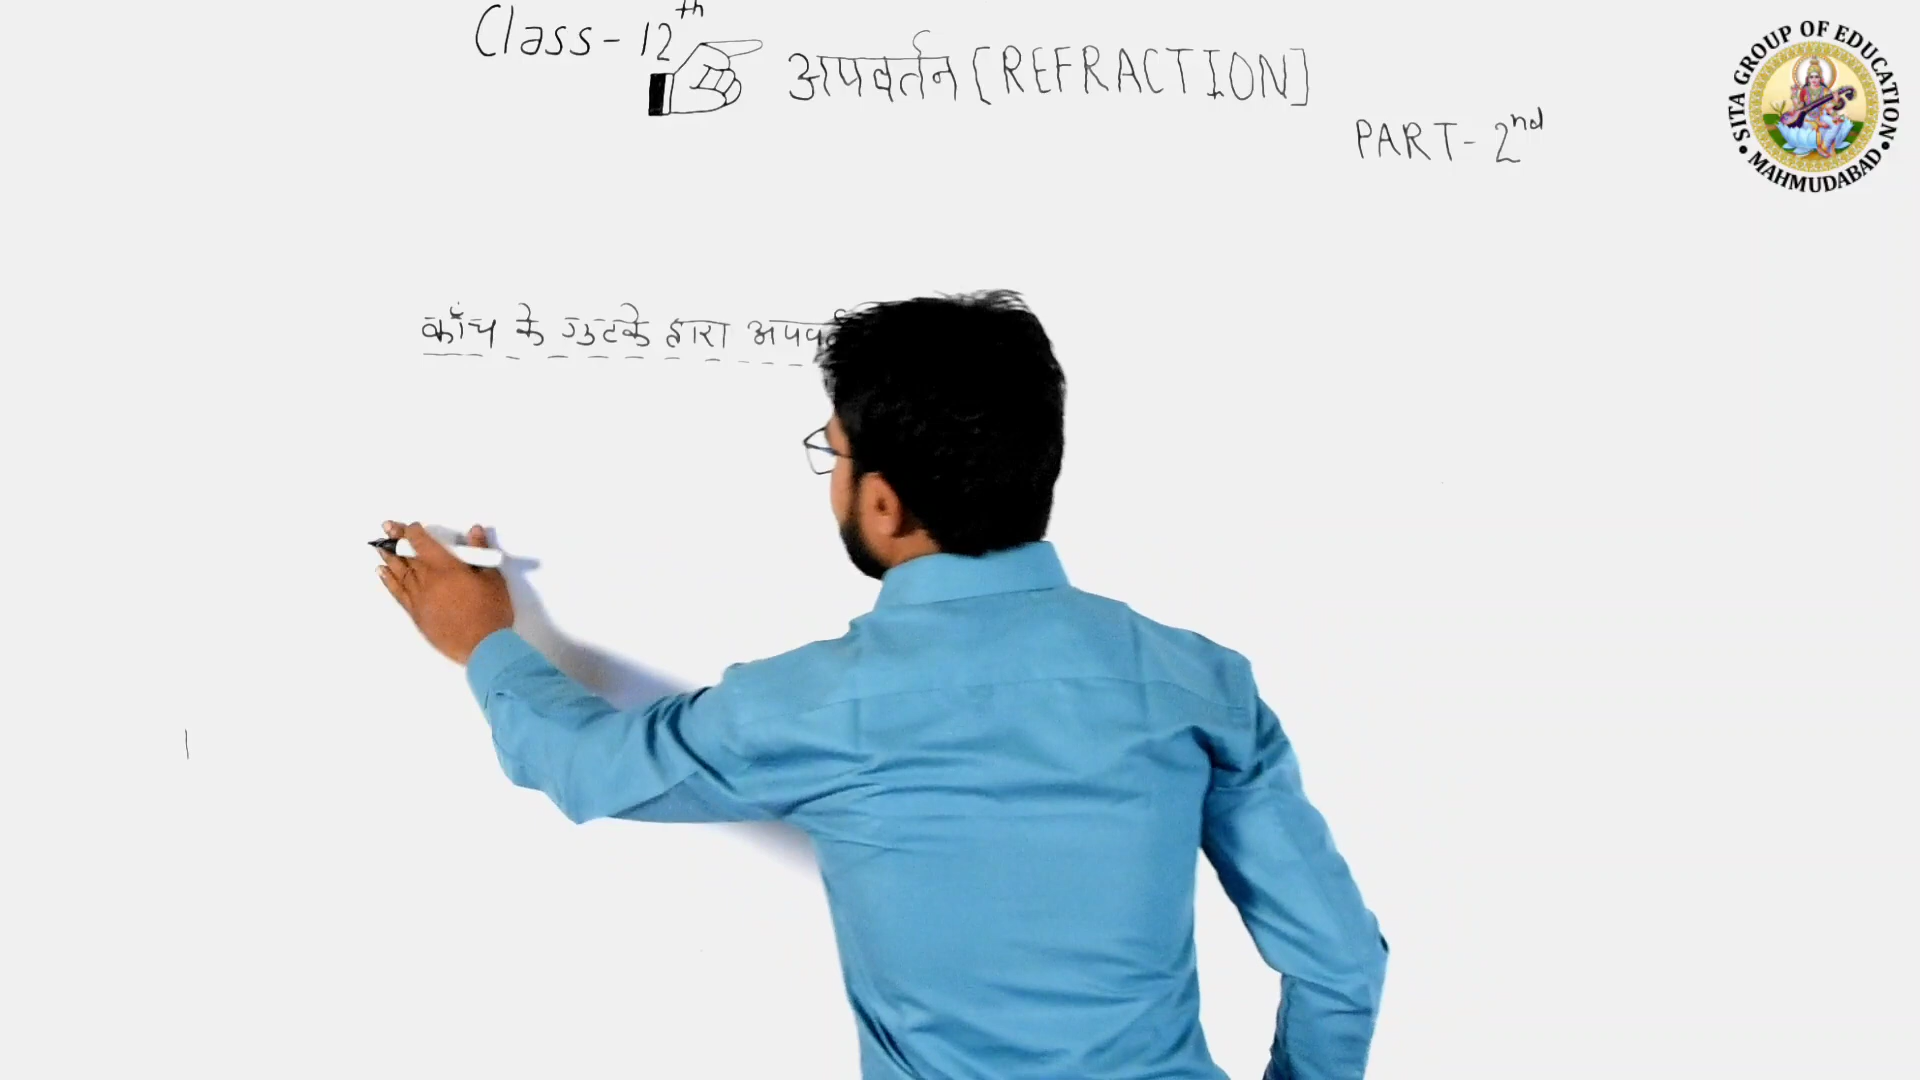 Class - 12th
अपवर्तन [REFRACTION]
PART - 2nd
SITA GROUP OF EDUCATION
• MAHMUDABAD •
काँच के गुटके द्वारा